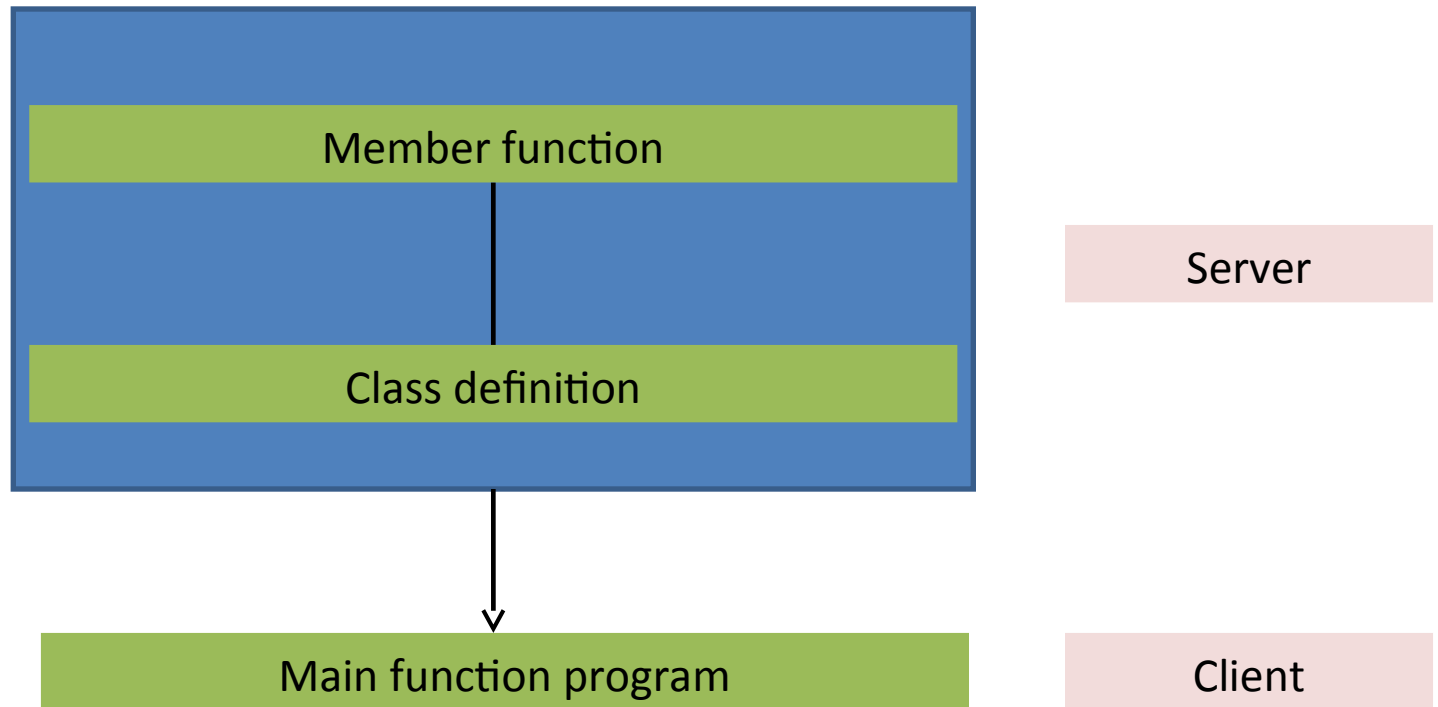 Member function
Server
Class definition
Main function program
Client